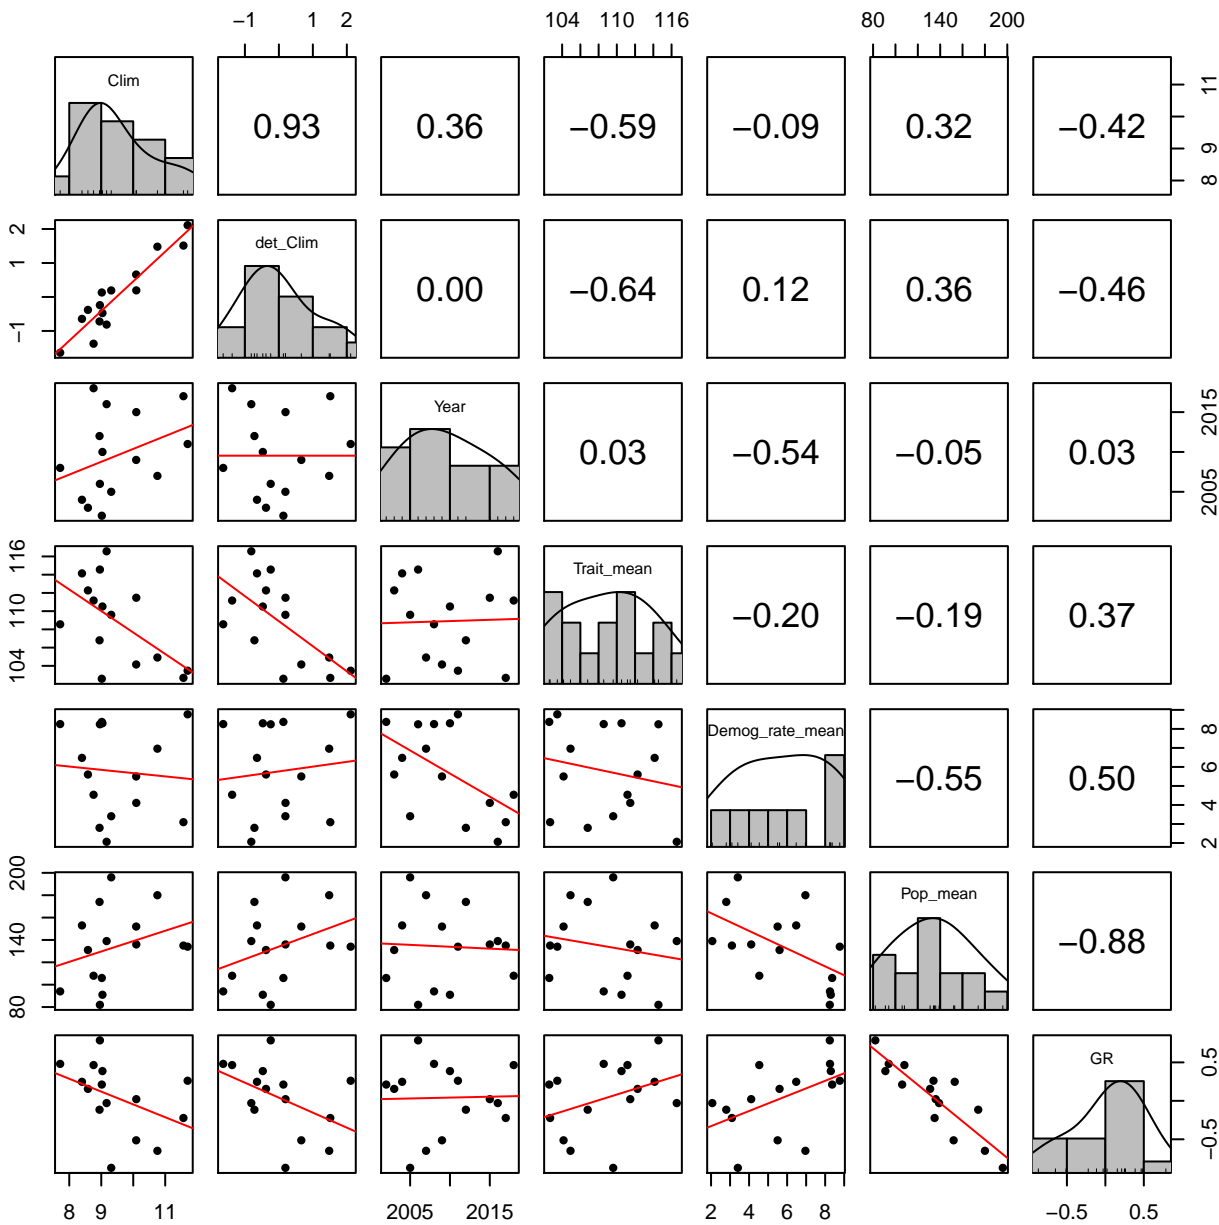 −1 1 2 104 110 116 80 140 200
Clim 0.93 0.36 −0.59 −0.09 0.32 −0.42 8 9 11
−1 1 2 det_Clim 0.00 −0.64 0.12 0.36 −0.46
Year 0.03 −0.54 −0.05 0.03 2005 2015
104 110 116 Trait_mean −0.20 −0.19 0.37
Demog_rate_mean −0.55 0.50 2 4 6 8
80 140 200 Pop_mean −0.88
GR −0.5 0.5
8 9 11 2005 2015 2 4 6 8 −0.5 0.5